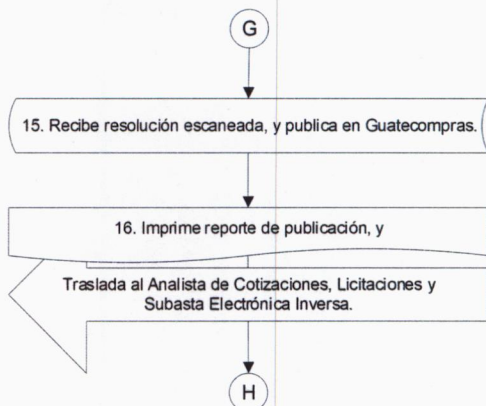 G
15. Recibe resolución escaneada, y publica en Guatecompras.
16. Imprime reporte de publicación, y
Traslada al Analista de Cotizaciones, Licitaciones y
Subasta Electrónica Inversa.
H